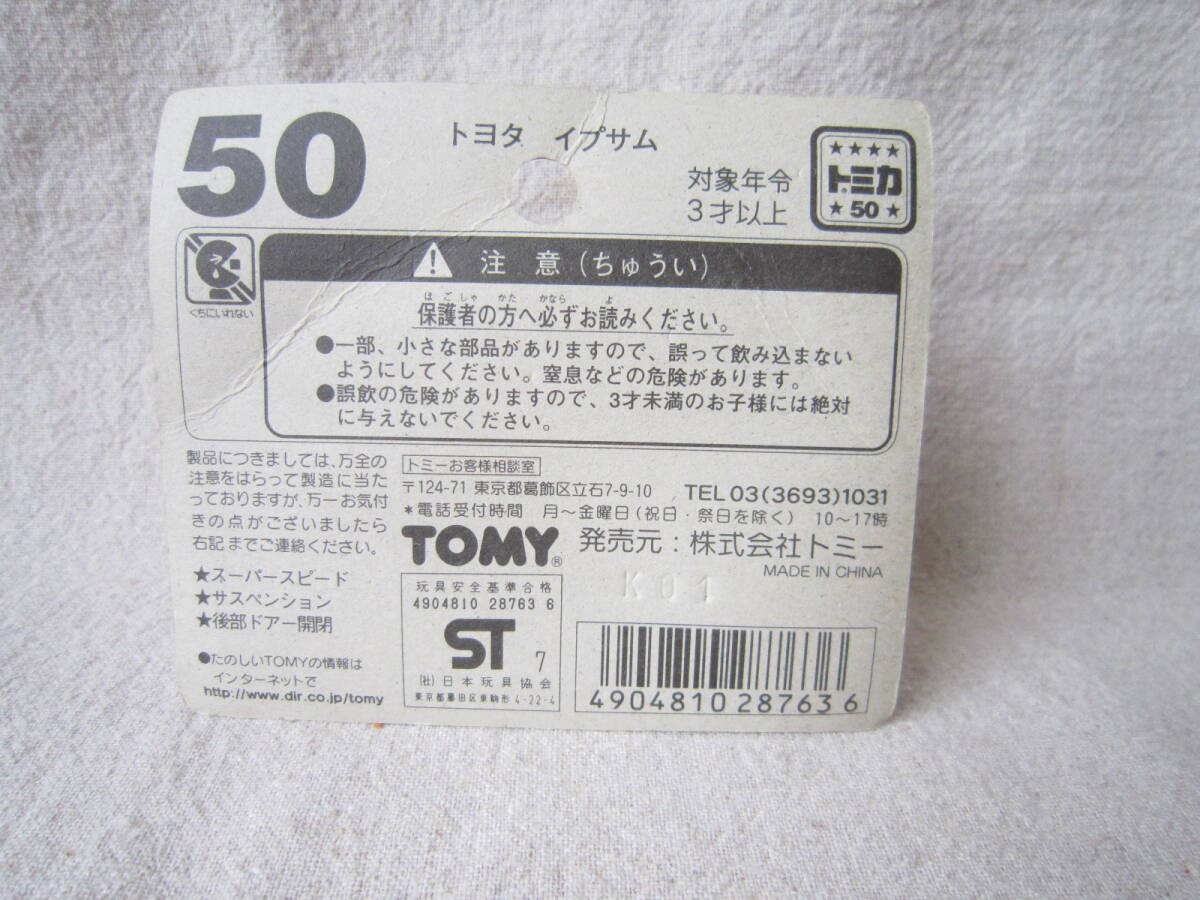 50
トヨタ イプサム
対象年令
3才以上
トミカ
50
くちにいれない
注 意(ちゅうい)
ほごしゃ かた かなら よ
保護者の方へ必ずお読みください。
●一部、小さな部品がありますので、誤って飲み込まない
ようにしてください。窒息などの危険があります。
●誤飲の危険がありますので、3才未満のお子様には絶対
に与えないでください。
製品につきましては、万全の
注意をはらって製造に当た
っておりますが、万一お気付
きの点がございましたら
右記までご連絡ください。
★スーパースピード
★サスペンション
★後部ドアー開閉
●たのしいTOMYの情報は
インターネットで
http://www.dir.co.jp/tomy
トミーお客様相談室
〒124-71 東京都葛飾区立石7-9-10 TEL 03(3693)1031
*電話受付時間 月〜金曜日(祝日・祭日を除く) 10〜17時
TOMY® 発売元:株式会社トミー
MADE IN CHINA
K01
玩具安全基準合格
4904810 28763 6
ST 7
(社)日本玩具協会
東京都墨田区東駒形4-22-4
4904810 287636